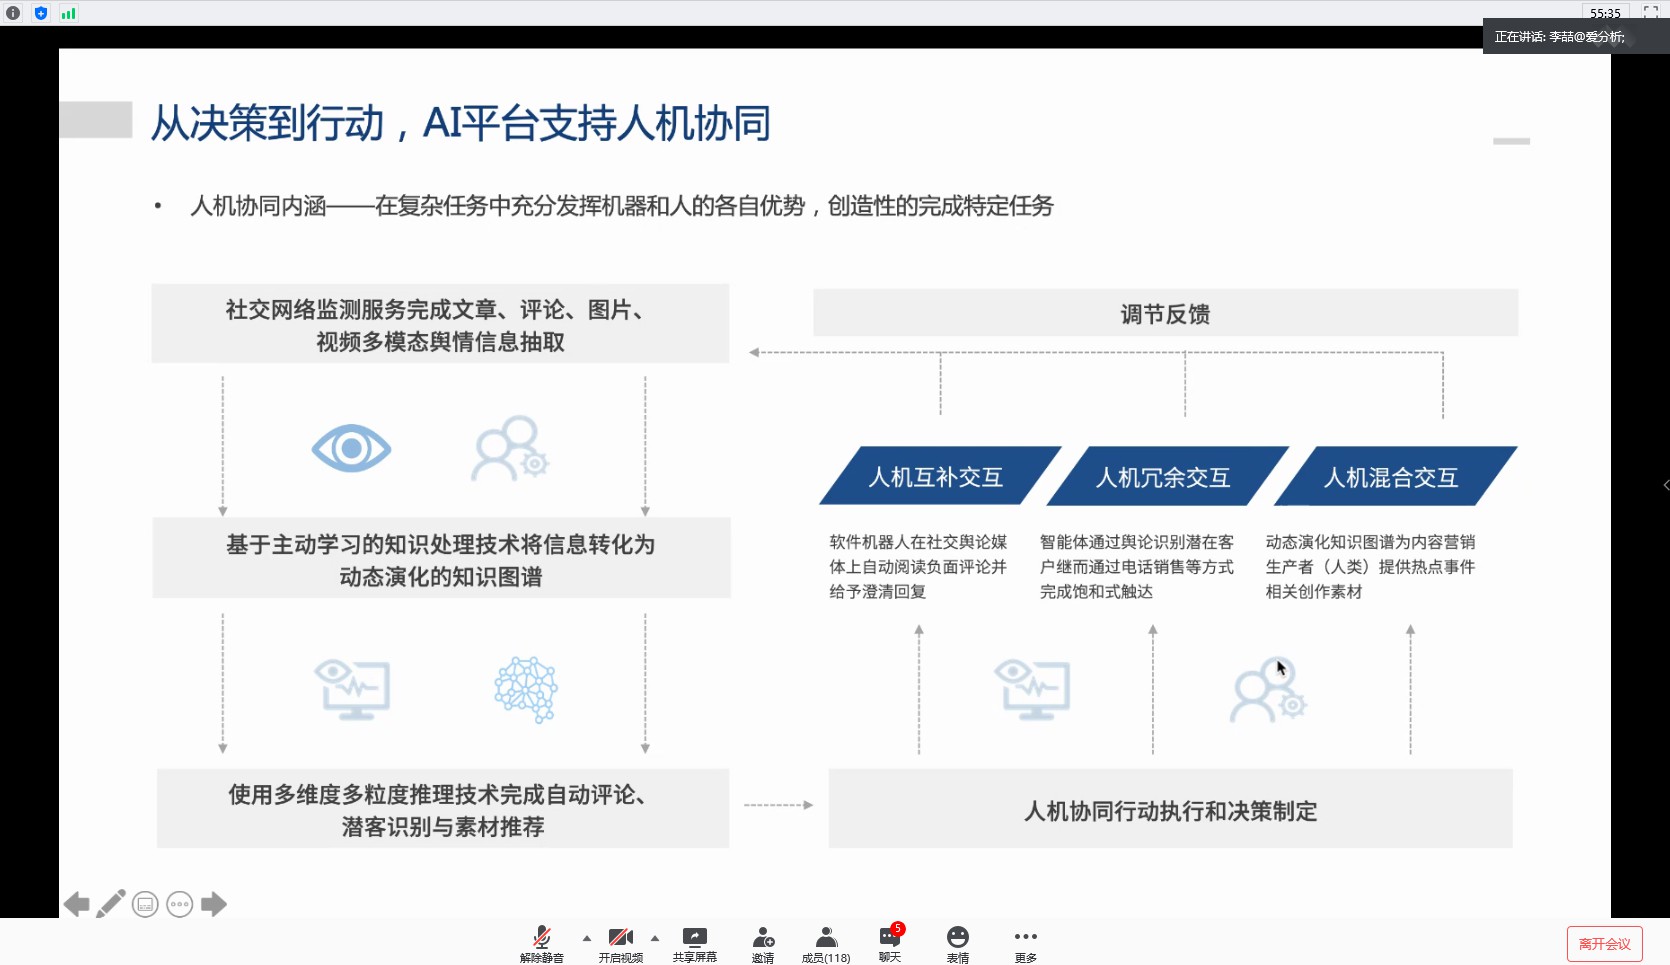 55:35
正在讲话: 李喆@爱分析;
从决策到行动，AI平台支持人机协同
• 人机协同内涵——在复杂任务中充分发挥机器和人的各自优势，创造性的完成特定任务
社交网络监测服务完成文章、评论、图片、
视频多模态舆情信息抽取
基于主动学习的知识处理技术将信息转化为
动态演化的知识图谱
使用多维度多粒度推理技术完成自动评论、
潜客识别与素材推荐
调节反馈
人机互补交互
人机冗余交互
人机混合交互
软件机器人在社交舆论媒
体上自动阅读负面评论并
给予澄清回复
智能体通过舆论识别潜在客
户继而通过电话销售等方式
完成饱和式触达
动态演化知识图谱为内容营销
生产者（人类）提供热点事件
相关创作素材
人机协同行动执行和决策制定
解除静音
开启视频
共享屏幕
邀请
成员(118)
5
聊天
表情
更多
离开会议